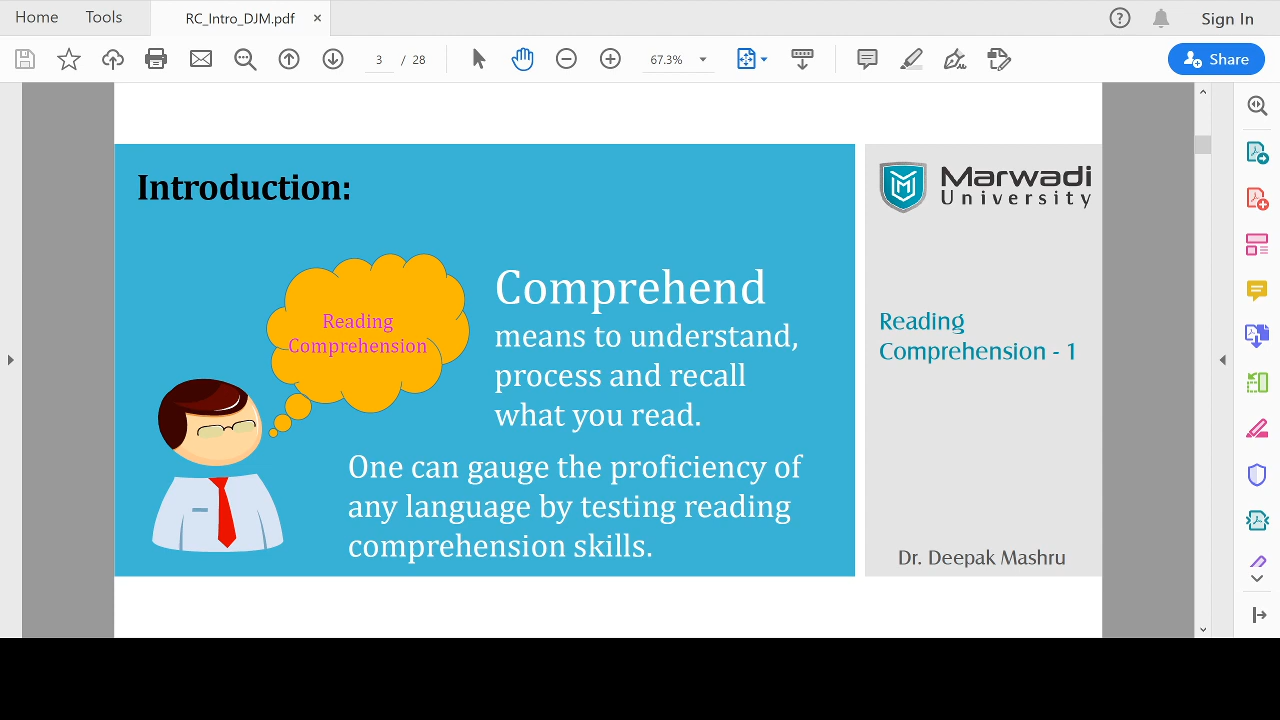 Home
Tools
RC_Intro_DJM.pdf
Sign In
3 / 28
67.3%
Share
Introduction:
Reading
Comprehension
Comprehend
means to understand,
process and recall
what you read.
One can gauge the proficiency of
any language by testing reading
comprehension skills.
Marwadi
University
Reading
Comprehension - 1
Dr. Deepak Mashru